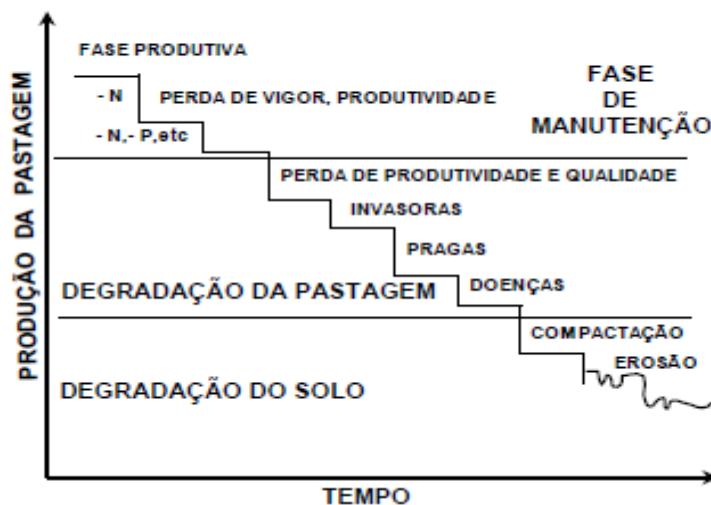 FASE PRODUTIVA
- N
PERDA DE VIGOR, PRODUTIVIDADE
FASE
DE
MANUTENÇÃO
- N,- P,etc
PERDA DE PRODUTIVIDADE E QUALIDADE
INVASORAS
PRAGAS
DOENÇAS
DEGRADAÇÃO DA PASTAGEM
COMPACTAÇÃO
EROSÃO
DEGRADAÇÃO DO SOLO
PRODUÇÃO DA PASTAGEM
TEMPO